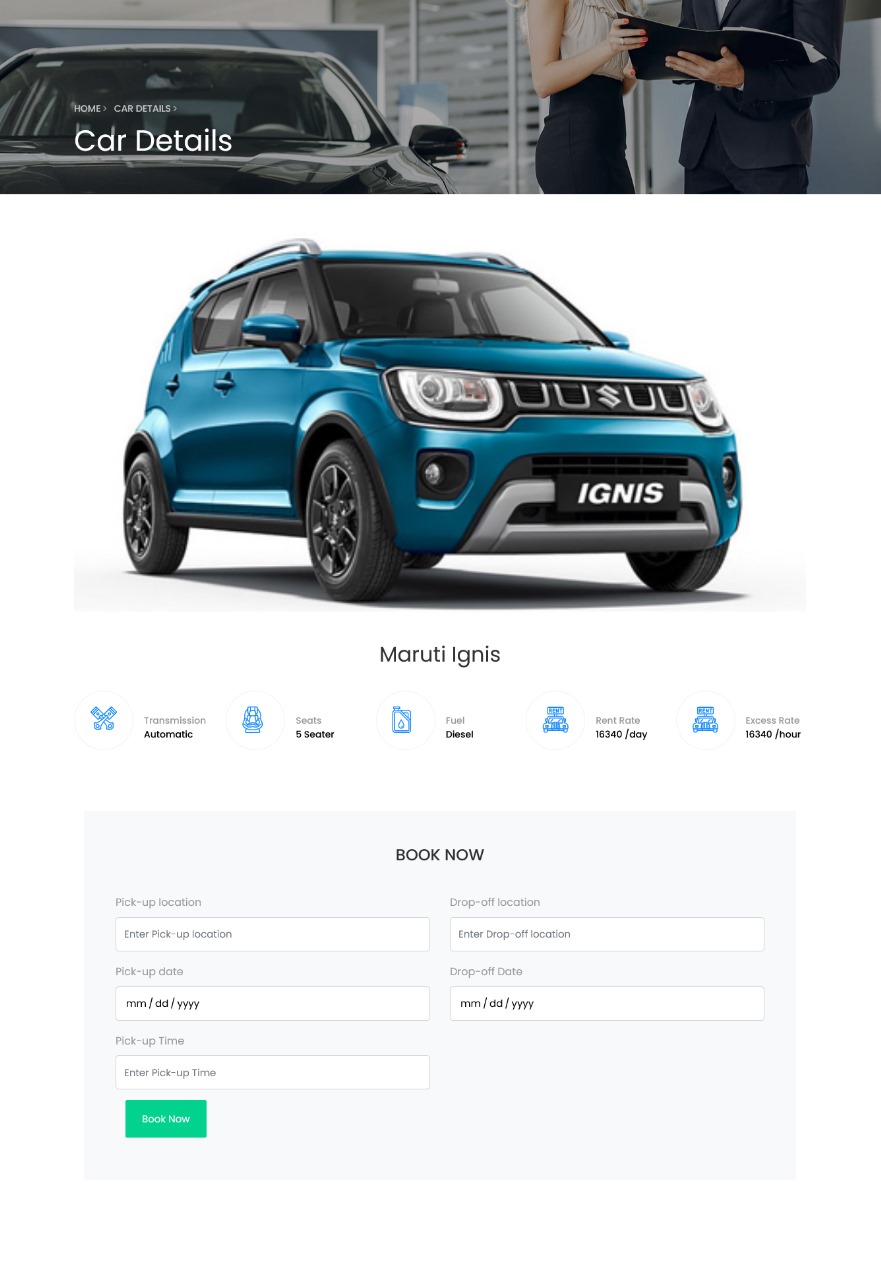 HOME > CAR DETAILS >
Car Details
IGNIS
Maruti Ignis
Transmission
Automatic
Seats
5 Seater
Fuel
Diesel
RENT
Rent Rate
16340 /day
RENT
Excess Rate
16340 /hour
BOOK NOW
Pick-up location
Drop-off location
Enter Pick-up location
Enter Drop-off location
Pick-up date
Drop-off Date
mm / dd / yyyy
mm / dd / yyyy
Pick-up Time
Enter Pick-up Time
Book Now